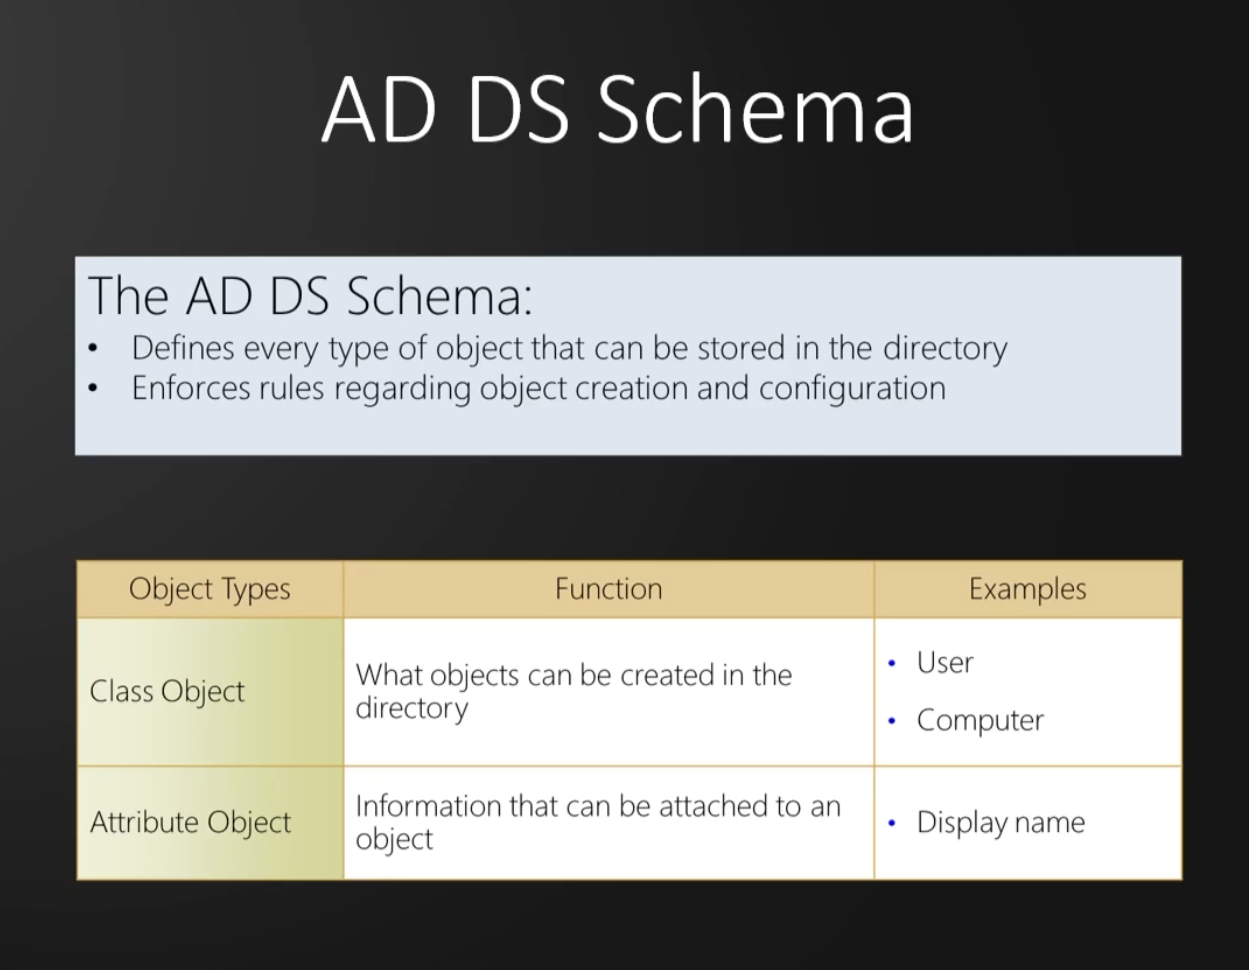 AD DS Schema
The AD DS Schema:
• Defines every type of object that can be stored in the directory
• Enforces rules regarding object creation and configuration
Object Types Function Examples
Class Object
What objects can be created in the
directory
• User
• Computer
Attribute Object
Information that can be attached to an
object
• Display name